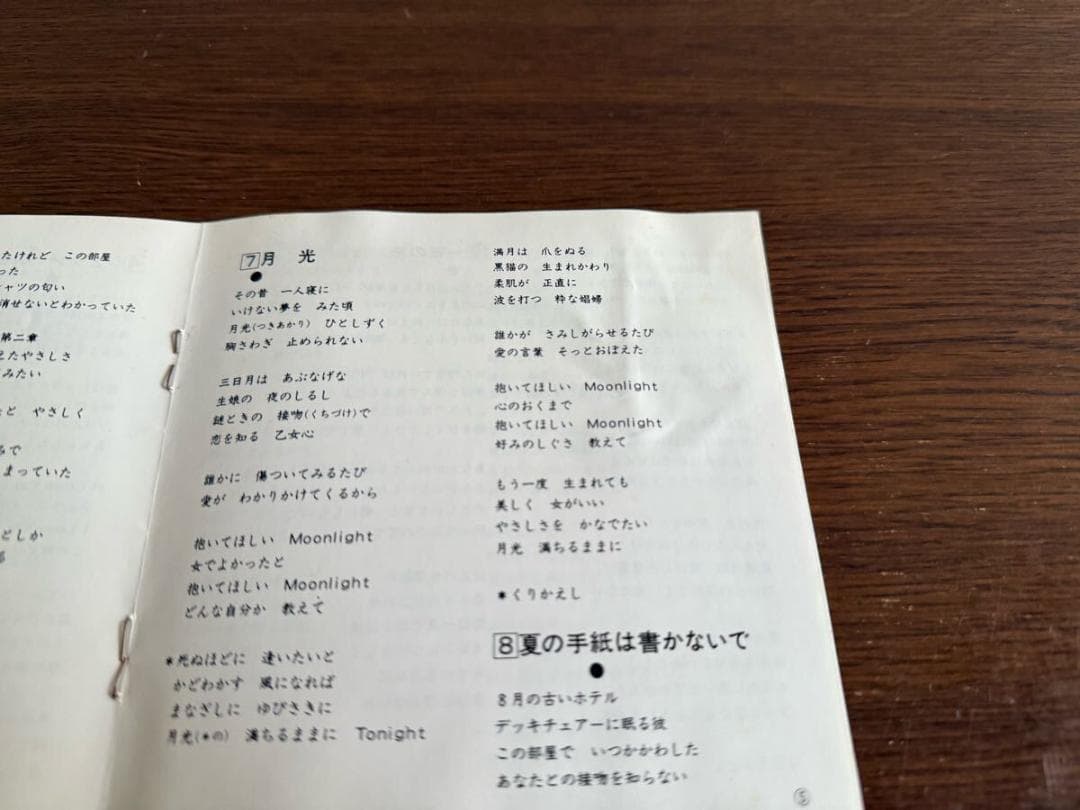 たけれど この部屋
った
ャツの匂い
消せないとわかっていた
第二章
えたやさしさ
みたい
と やさしく
で
まっていた
どしか
7 月 光
●
その昔 一人寝に
いけない夢を みた頃
月光(つきあかり) ひとしずく
胸さわぎ 止められない
三日月は あぶなげな
生娘の 夜のしるし
謎ときの 接吻(くちづけ)で
恋を知る 乙女心
誰かに 傷ついてみるたび
愛が わかりかけてくるから
抱いてほしい Moonlight
女でよかったと
抱いてほしい Moonlight
どんな自分か 教えて
*死ぬほどに 逢いたいと
かどわかす 風になれば
まなざしに ゆびさきに
月光(*の) 満ちるままに Tonight
満月は 爪をぬる
黒猫の 生まれかわり
柔肌が 正直に
波を打つ 粋な娼婦
誰かが さみしがらせるたび
愛の言葉 そっとおぼえた
抱いてほしい Moonlight
心のおくまで
抱いてほしい Moonlight
好みのしぐさ 教えて
もう一度 生まれても
美しく 女がいい
やさしさを かなでたい
月光 満ちるままに
*くりかえし
8 夏の手紙は書かないで
●
8月の古いホテル
デッキチェアーに眠る彼
この部屋で いつかかわした
あなたとの接吻を知らない
⑤